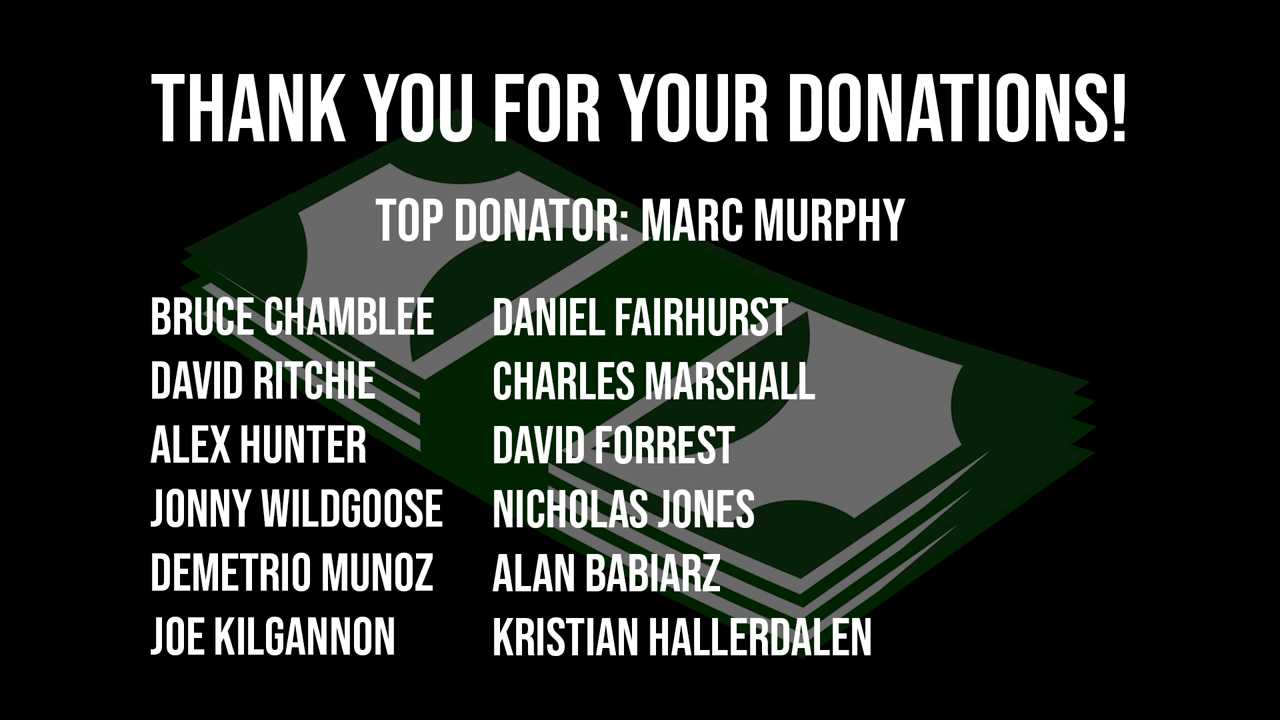 THANK YOU FOR YOUR DONATIONS!
TOP DONATOR: MARC MURPHY
BRUCE CHAMBLEE
DAVID RITCHIE
ALEX HUNTER
JONNY WILDGOOSE
DEMETRIO MUNOZ
JOE KILGANNON
DANIEL FAIRHURST
CHARLES MARSHALL
DAVID FORREST
NICHOLAS JONES
ALAN BABIARZ
KRISTIAN HALLERDALEN